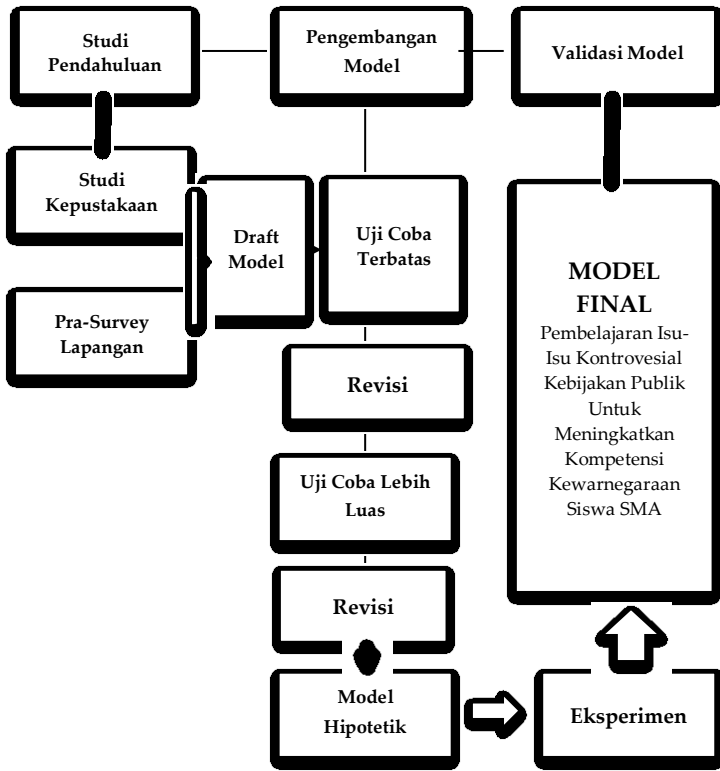 Studi
Pendahuluan
Pengembangan
Model
Validasi Model
Studi
Kepustakaan
Pra-Survey
Lapangan
Draft
Model
Uji Coba
Terbatas
Revisi
Uji Coba Lebih
Luas
Revisi
Model
Hipotetik
Eksperimen
MODEL
FINAL
Pembelajaran Isu-
Isu Kontrovesial
Kebijakan Publik
Untuk
Meningkatkan
Kompetensi
Kewarnegaraan
Siswa SMA